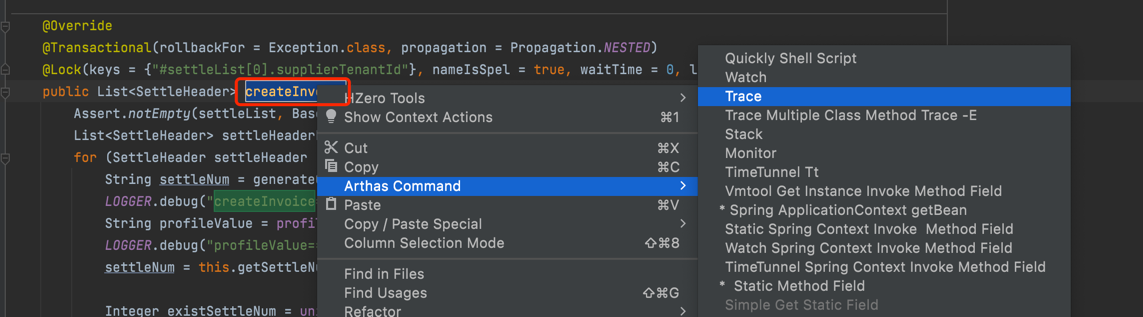 @Override
@Transactional(rollbackFor = Exception.class, propagation = Propagation.NESTED)
@Lock(keys = {"#settleList[0].supplierTenantId"}, nameIsSpel = true, waitTime = 0, l
public List<SettleHeader> createInv
Assert.notEmpty(settleList, Bas
List<SettleHeader> settleHeader
for (SettleHeader settleHeader
String settleNum = generate
LOGGER.debug("createInvoice
String profileValue = profi
LOGGER.debug("profileValue=
settleNum = this.getSettleNu
Integer existSettleNum = uni
HZero Tools
Show Context Actions ⌘1
Cut ⌘X
Copy ⌘C
Arthas Command
Paste ⌘V
Copy / Paste Special
Column Selection Mode ⇧⌘8
Find in Files
Find Usages ⇧⌘G
Refactor
Quickly Shell Script
Watch
Trace
Trace Multiple Class Method Trace -E
Stack
Monitor
TimeTunnel Tt
Vmtool Get Instance Invoke Method Field
* Spring ApplicationContext getBean
Static Spring Context Invoke Method Field
Watch Spring Context Invoke Method Field
TimeTunnel Spring Context Invoke Method Field
* Static Method Field
Simple Get Static Field